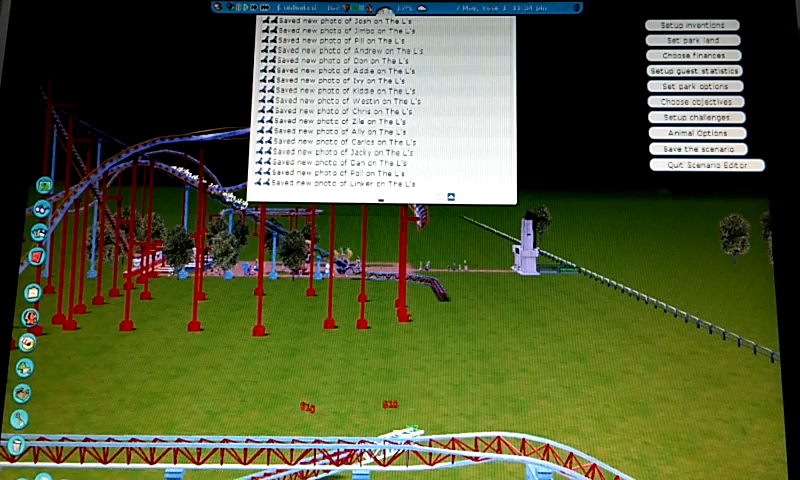 Saved new photo of Josh on The L's
Saved new photo of Jimbo on The L's
Saved new photo of Pill on The L's
Saved new photo of Andrew on The L's
Saved new photo of Don on The L's
Saved new photo of Addie on The L's
Saved new photo of Ivy on The L's
Saved new photo of Kiddie on The L's
Saved new photo of Westin on The L's
Saved new photo of Chris on The L's
Saved new photo of Zila on The L's
Saved new photo of Ally on The L's
Saved new photo of Carlos on The L's
Saved new photo of Jacky on The L's
Saved new photo of Dan on The L's
Saved new photo of Poll on The L's
Saved new photo of Linker on The L's
Setup inventions
Set park land
Choose finances
Setup guest statistics
Set park options
Choose objectives
Setup challenges
Animal Options
Save the scenario
Quit Scenario Editor
$10
$10